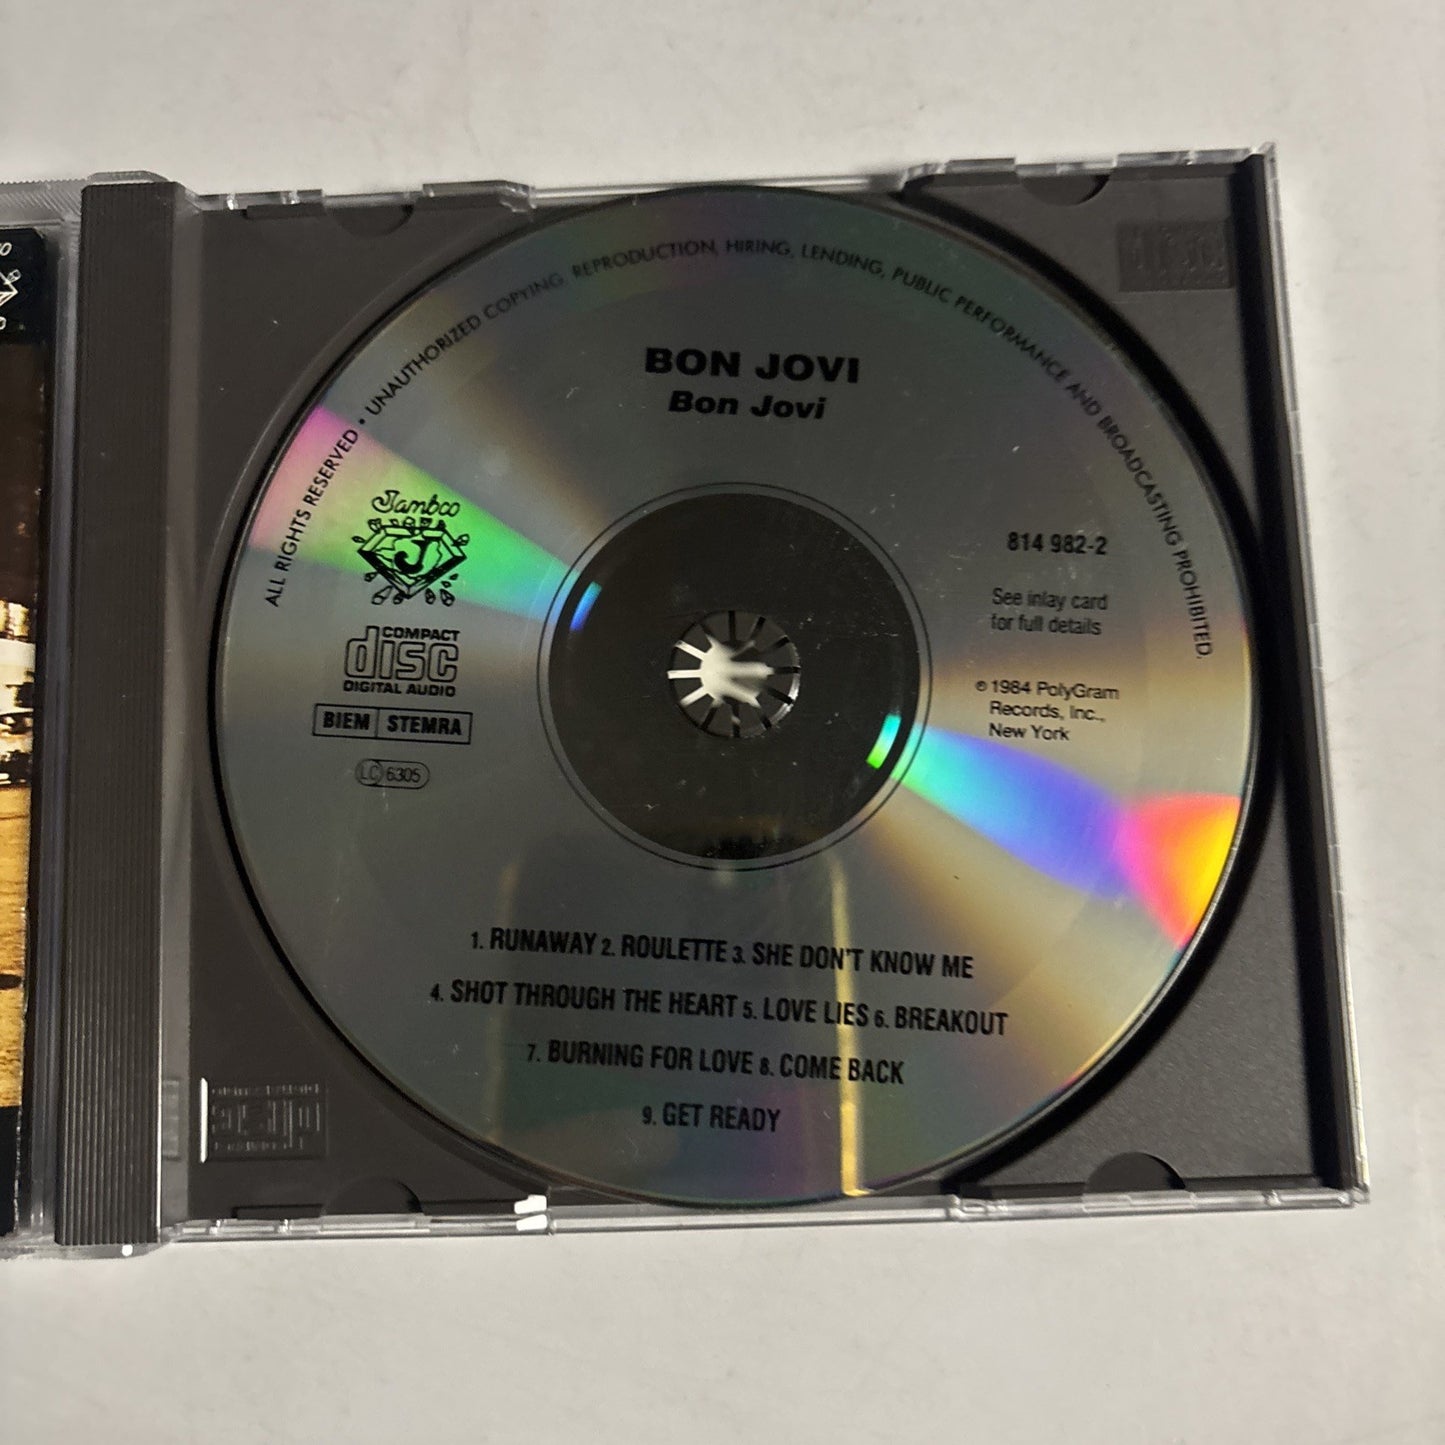 ALL RIGHTS RESERVED • UNAUTHORIZED COPYING, REPRODUCTION, HIRING, LENDING, PUBLIC PERFORMANCE AND BROADCASTING PROHIBITED.
BON JOVI
Bon Jovi
Jambco
J
COMPACT
disc
DIGITAL AUDIO
BIEM STEMRA
LC 6305
814 982-2
See inlay card
for full details
℗ 1984 PolyGram
Records, Inc.,
New York
1. RUNAWAY 2. ROULETTE 3. SHE DON'T KNOW ME
4. SHOT THROUGH THE HEART 5. LOVE LIES 6. BREAKOUT
7. BURNING FOR LOVE 8. COME BACK
9. GET READY